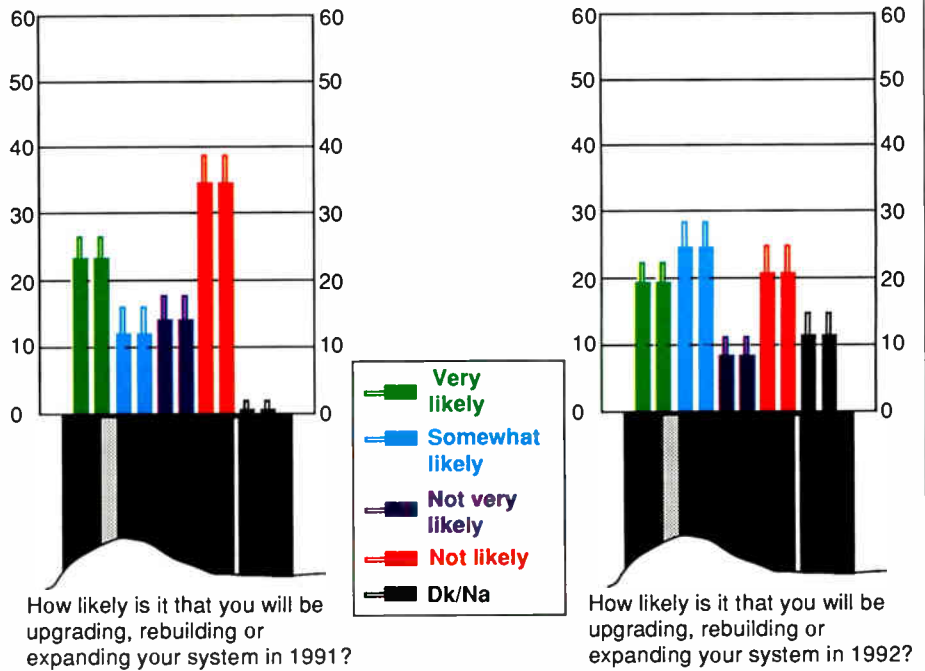 60
50
40
30
20
10
0
60
50
40
30
20
10
0
How likely is it that you will be
upgrading, rebuilding or
expanding your system in 1991?
Very
likely
Somewhat
likely
Not very
likely
Not likely
Dk/Na
60
50
40
30
20
10
0
60
50
40
30
20
10
0
How likely is it that you will be
upgrading, rebuilding or
expanding your system in 1992?